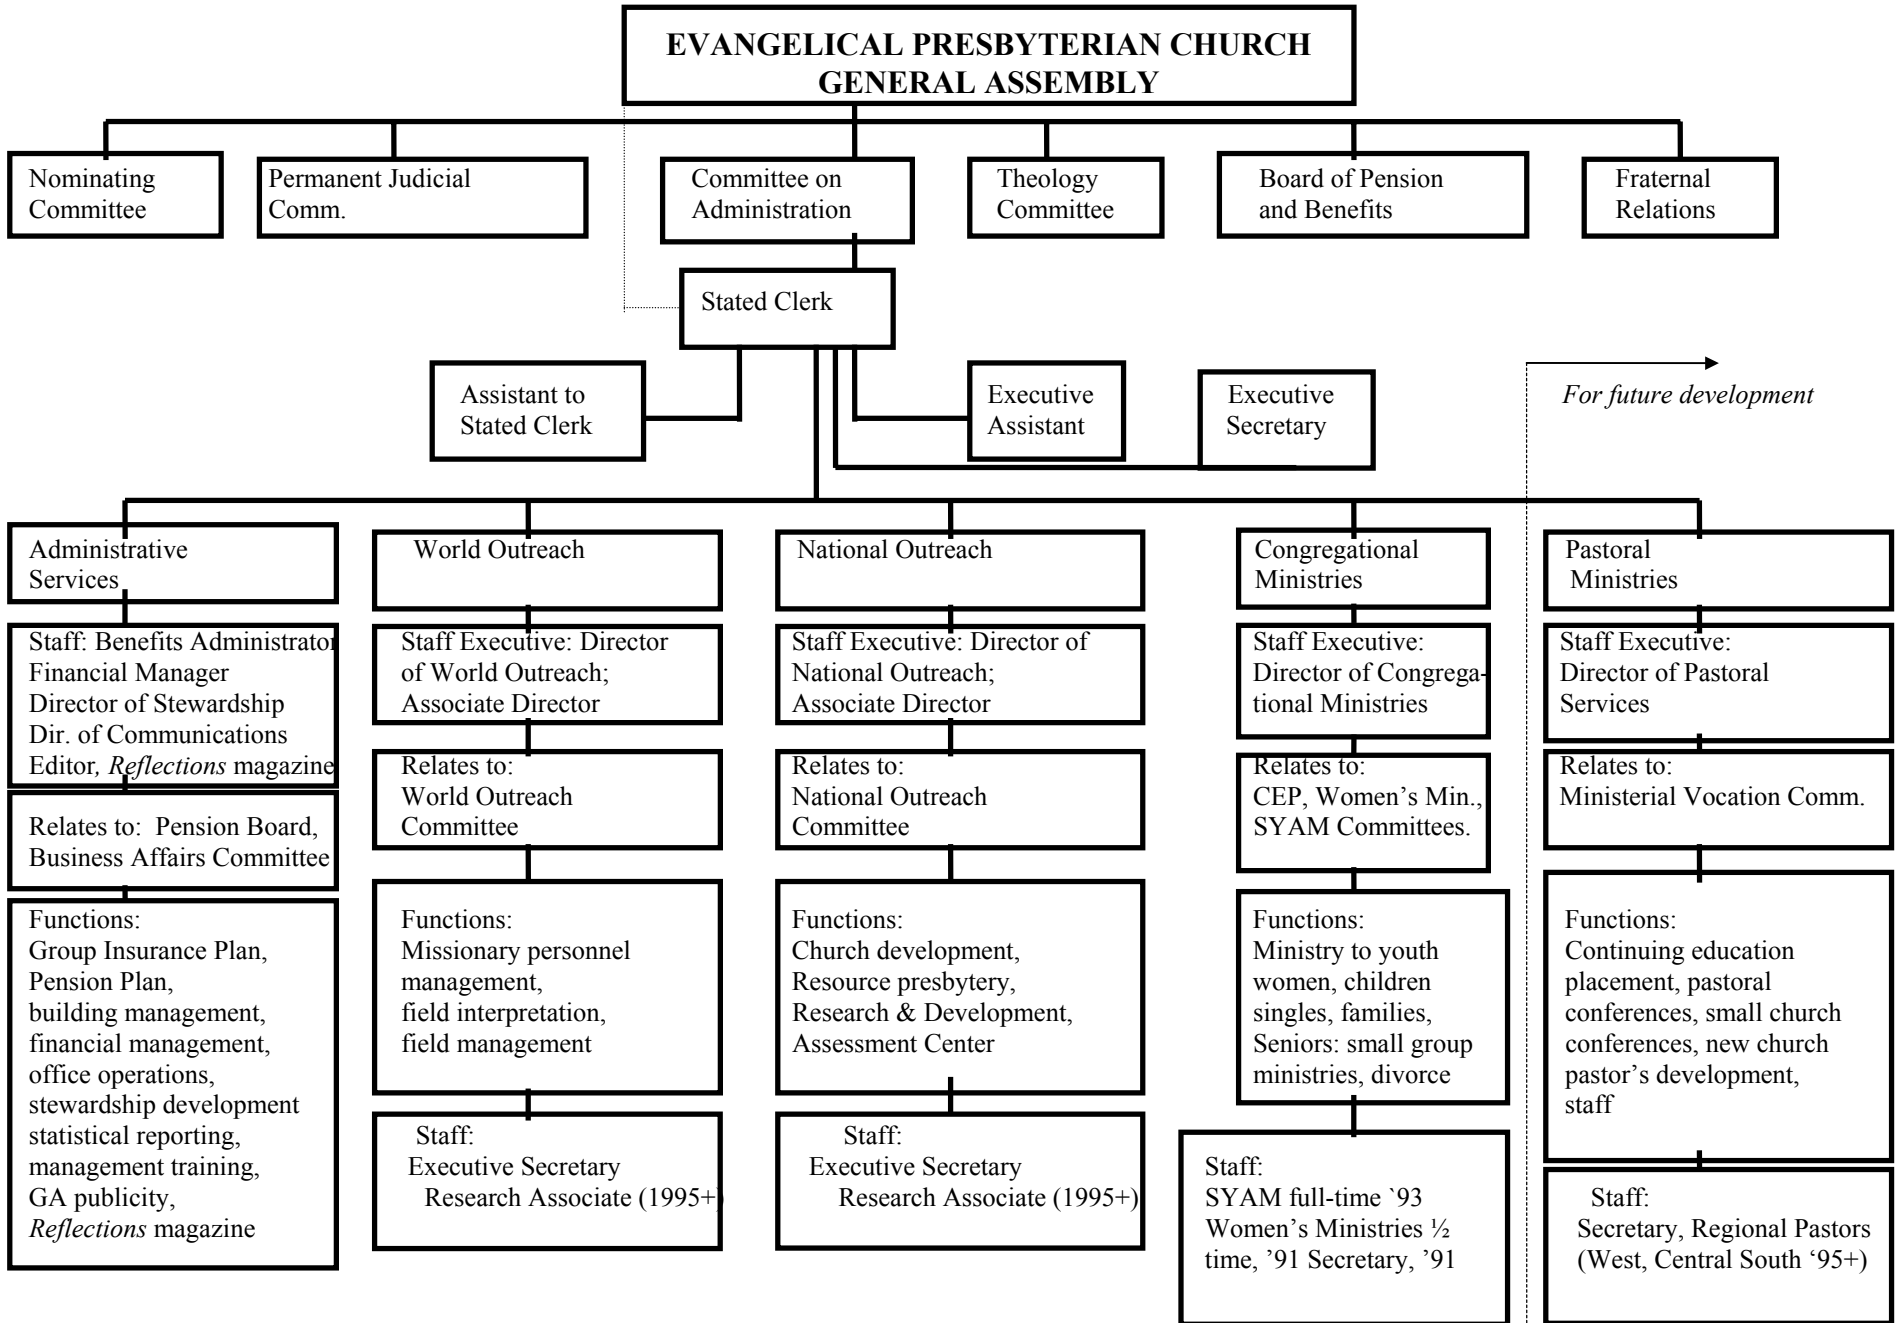 EVANGELICAL PRESBYTERIAN CHURCH
GENERAL ASSEMBLY
Nominating
Committee
Permanent Judicial
Comm.
Committee on
Administration
Theology
Committee
Board of Pension
and Benefits
Fraternal
Relations
Stated Clerk
Assistant to
Stated Clerk
Executive
Assistant
Executive
Secretary
For future development
Administrative
Services
World Outreach
National Outreach
Congregational
Ministries
Pastoral
Ministries
Staff: Benefits Administrator
Financial Manager
Director of Stewardship
Dir. of Communications
Editor, Reflections magazine
Staff Executive: Director
of World Outreach;
Associate Director
Staff Executive: Director of
National Outreach;
Associate Director
Staff Executive:
Director of Congrega-
tional Ministries
Staff Executive:
Director of Pastoral
Services
Relates to: Pension Board,
Business Affairs Committee
Relates to:
World Outreach
Committee
Relates to:
National Outreach
Committee
Relates to:
CEP, Women’s Min.,
SYAM Committees.
Relates to:
Ministerial Vocation Comm.
Functions:
Group Insurance Plan,
Pension Plan,
building management,
financial management,
office operations,
stewardship development
statistical reporting,
management training,
GA publicity,
Reflections magazine
Functions:
Missionary personnel
management,
field interpretation,
field management
Functions:
Church development,
Resource presbytery,
Research & Development,
Assessment Center
Functions:
Ministry to youth
women, children
singles, families,
Seniors: small group
ministries, divorce
Functions:
Continuing education
placement, pastoral
conferences, small church
conferences, new church
pastor’s development,
staff
Staff:
Executive Secretary
Research Associate (1995+)
Staff:
Executive Secretary
Research Associate (1995+)
Staff:
SYAM full-time `93
Women’s Ministries ½
time, ’91 Secretary, ’91
Staff:
Secretary, Regional Pastors
(West, Central South ‘95+)